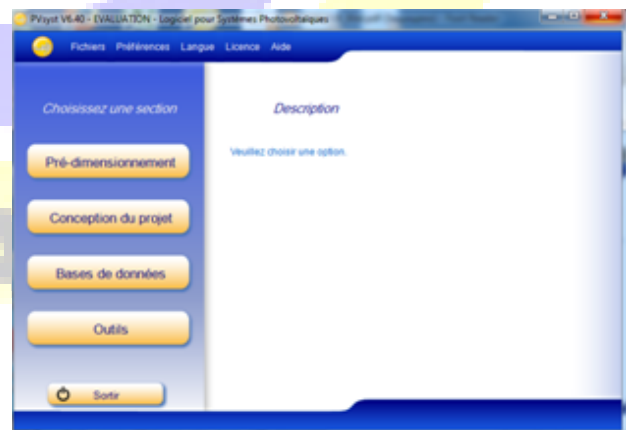 PVsyst V6.40 - EVALUATION - Logiciel pour Systèmes Photovoltaïques
Fichiers Préférences Langue Licence Aide
Choisissez une section
Description
Veuillez choisir une option.
Pré-dimensionnement
Conception du projet
Bases de données
Outils
Sortir